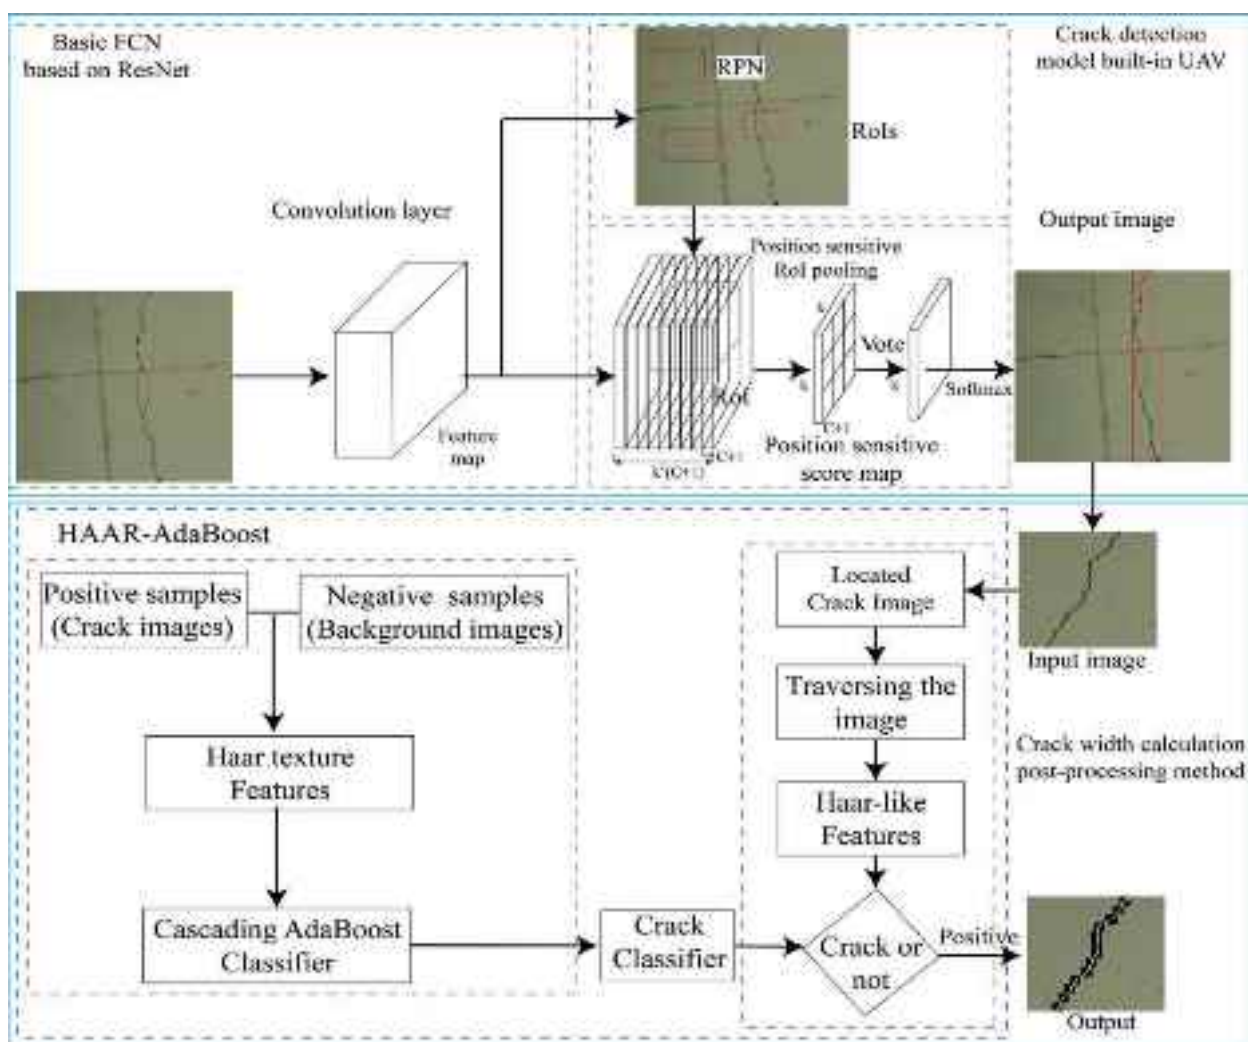 Basic FCN
based on ResNet
RPN
RoIs
Crack detection
model built-in UAV
Convolution layer
Output image
Position sensitive
RoI pooling
k
k
k
Vote
Softmax
RoI
Feature
map
C+1
C+1
Position sensitive
score map
HAAR-AdaBoost
Positive samples
(Crack images)
Negative samples
(Background images)
Haar texture
Features
Cascading AdaBoost
Classifier
Crack
Classifier
Located
Crack Image
Traversing the
image
Haar-like
Features
Crack or
not
Positive
Input image
Crack width calculation
post-processing method
Output